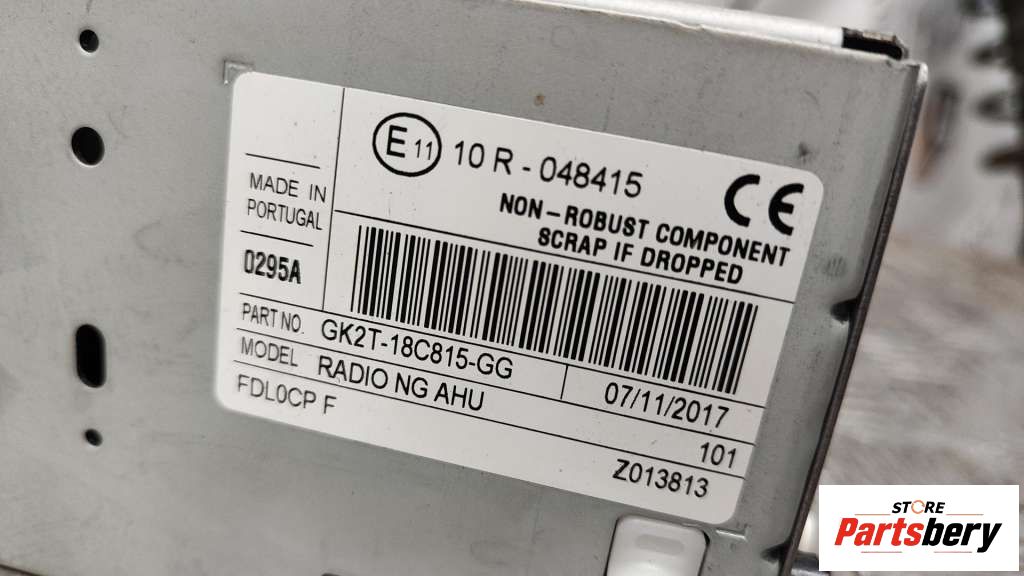 E 11 10 R - 048415
CE
NON-ROBUST COMPONENT
SCRAP IF DROPPED
MADE IN
PORTUGAL
0295A
PART NO. GK2T-18C815-GG
07/11/2017
MODEL RADIO NG AHU
101
FDL0CP F
Z013813
STORE
Partsbery